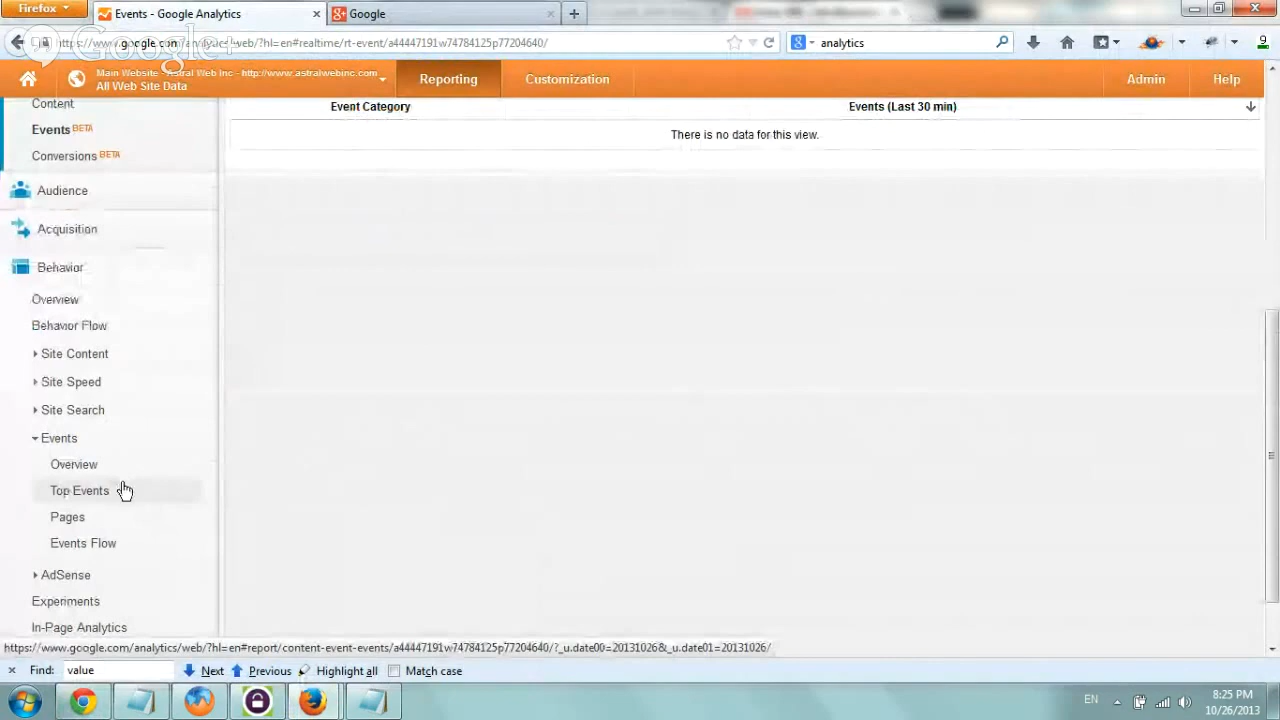 Firefox
Events - Google Analytics
Google
https://www.google.com/analytics/web/?hl=en#realtime/rt-event/a44447191w74784125p77204640/
analytics
9
Google+
Main Website - Astral Web Inc - http://www.astralwebinc.com
All Web Site Data
Reporting
Customization
Admin
Help
Content
Event Category
Events (Last 30 min)
Events BETA
There is no data for this view.
Conversions BETA
Audience
Acquisition
Behavior
Overview
Behavior Flow
Site Content
Site Speed
Site Search
Events
Overview
Top Events
Pages
Events Flow
AdSense
Experiments
In-Page Analytics
https://www.google.com/analytics/web/?hl=en#report/content-event-events/a44447191w74784125p77204640/?_u.date00=20131026&_u.date01=20131026/
Find: value
Next
Previous
Highlight all
Match case
EN
8:25 PM
10/26/2013